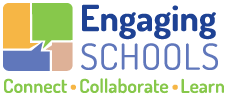 Engaging
SCHOOLS
Connect • Collaborate • Learn